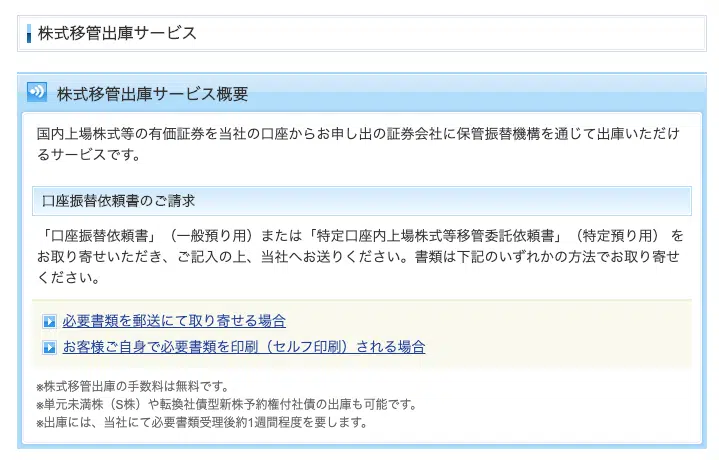 株式移管出庫サービス
株式移管出庫サービス概要
国内上場株式等の有価証券を当社の口座からお申し出の証券会社に保管振替機構を通じて出庫いただけ
るサービスです。
口座振替依頼書のご請求
「口座振替依頼書」（一般預り用）または「特定口座内上場株式等移管委託依頼書」（特定預り用） を
お取り寄せいただき、ご記入の上、当社へお送りください。書類は下記のいずれかの方法でお取り寄せ
ください。
必要書類を郵送にて取り寄せる場合
お客様ご自身で必要書類を印刷（セルフ印刷）される場合
※株式移管出庫の手数料は無料です。
※単元未満株（S株）や転換社債型新株予約権付社債の出庫も可能です。
※出庫には、当社にて必要書類受理後約1週間程度を要します。